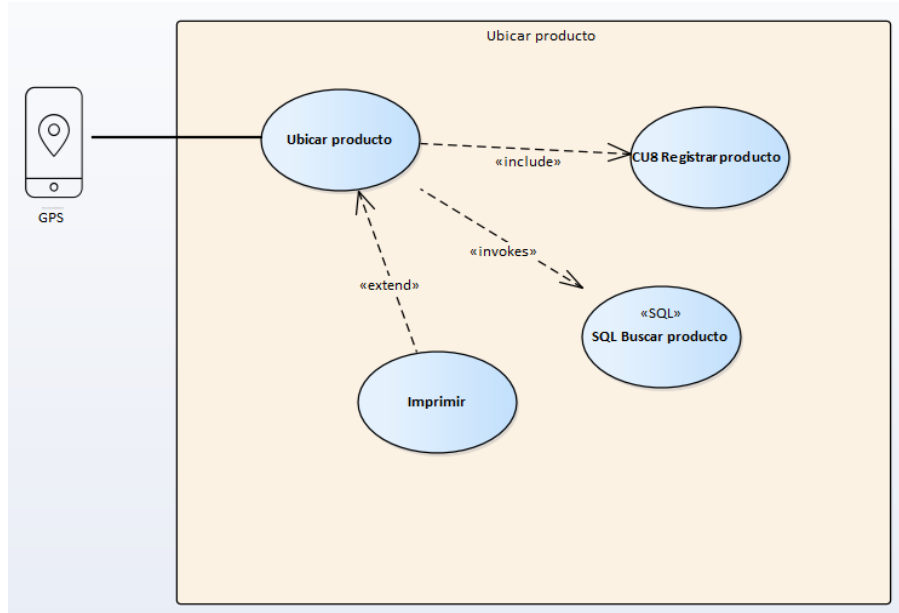 Ubicar producto
GPS
Ubicar producto
«include»
CU8 Registrar producto
«invokes»
«extend»
«SQL»
SQL Buscar producto
Imprimir